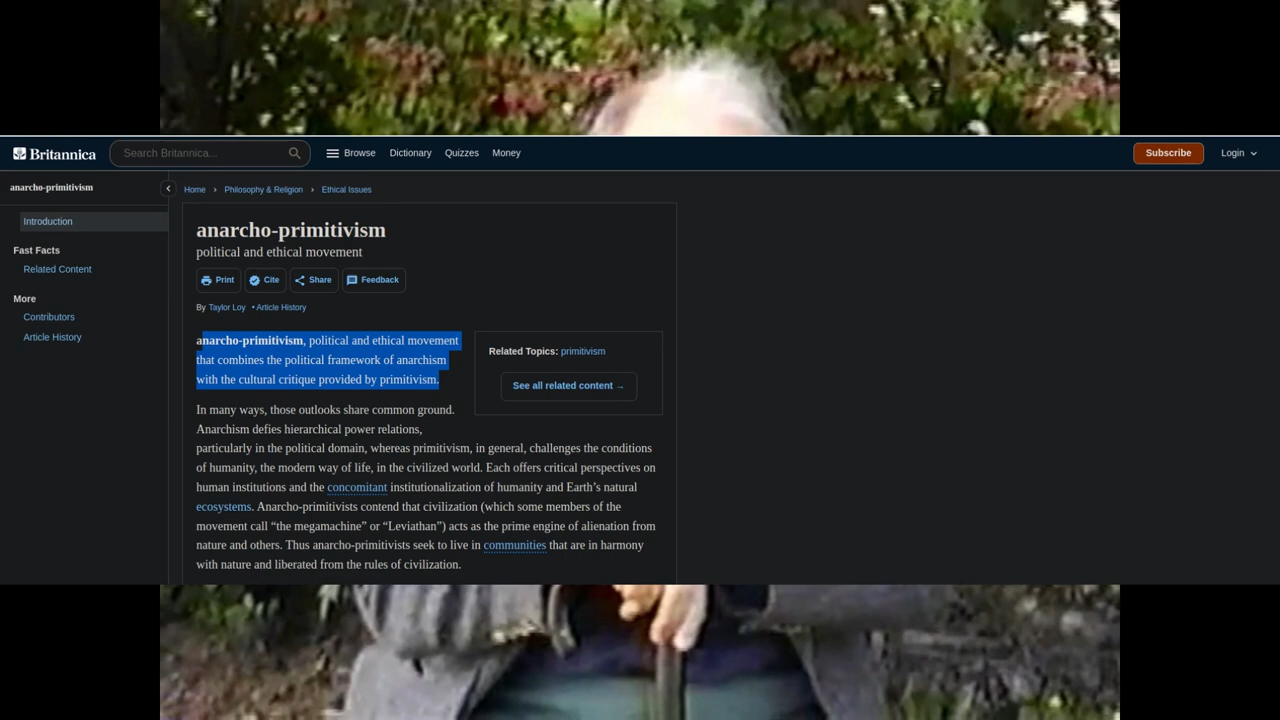 Britannica
Search Britannica...
Browse
Dictionary
Quizzes
Money
Subscribe
Login
anarcho-primitivism
Introduction
Fast Facts
Related Content
More
Contributors
Article History
Home › Philosophy & Religion › Ethical Issues
anarcho-primitivism
political and ethical movement
Print
Cite
Share
Feedback
By Taylor Loy • Article History
anarcho-primitivism, political and ethical movement
that combines the political framework of anarchism
with the cultural critique provided by primitivism.
Related Topics: primitivism
See all related content →
In many ways, those outlooks share common ground.
Anarchism defies hierarchical power relations,
particularly in the political domain, whereas primitivism, in general, challenges the conditions
of humanity, the modern way of life, in the civilized world. Each offers critical perspectives on
human institutions and the concomitant institutionalization of humanity and Earth’s natural
ecosystems. Anarcho-primitivists contend that civilization (which some members of the
movement call “the megamachine” or “Leviathan”) acts as the prime engine of alienation from
nature and others. Thus anarcho-primitivists seek to live in communities that are in harmony
with nature and liberated from the rules of civilization.